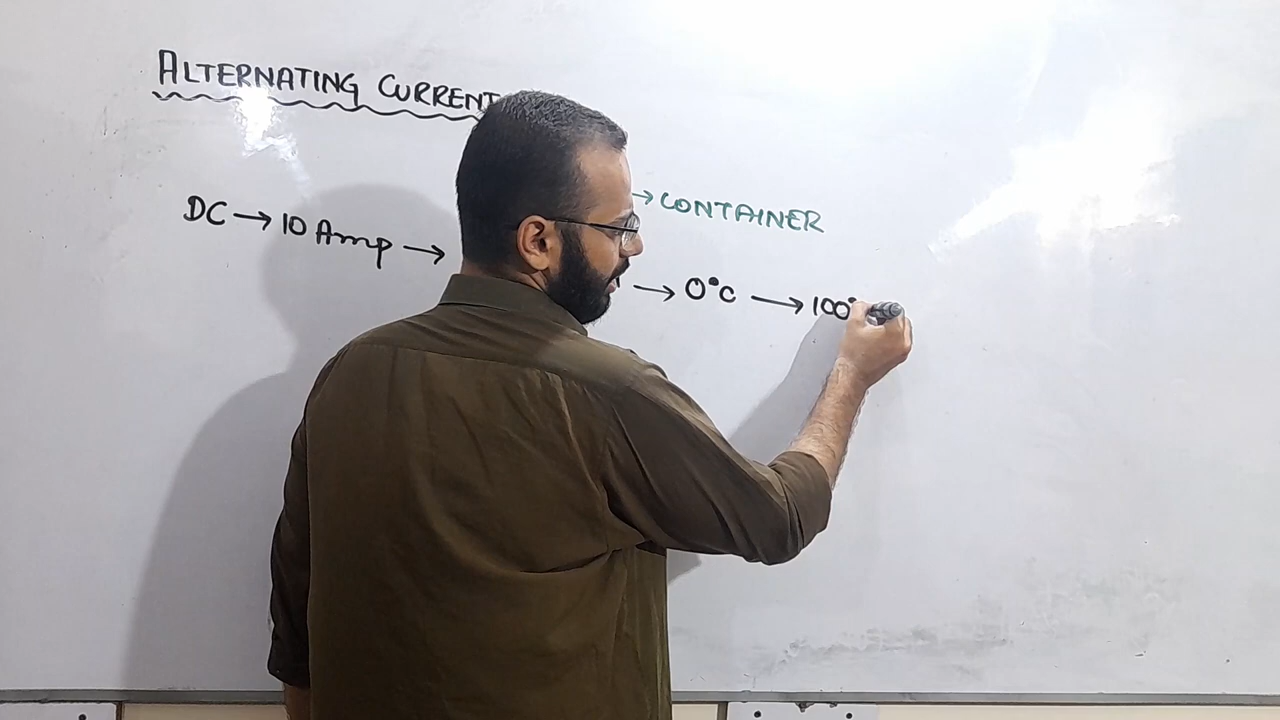 ALTERNATING CURRENT
→ CONTAINER
DC → 10 Amp →
→ 0°C → 100°